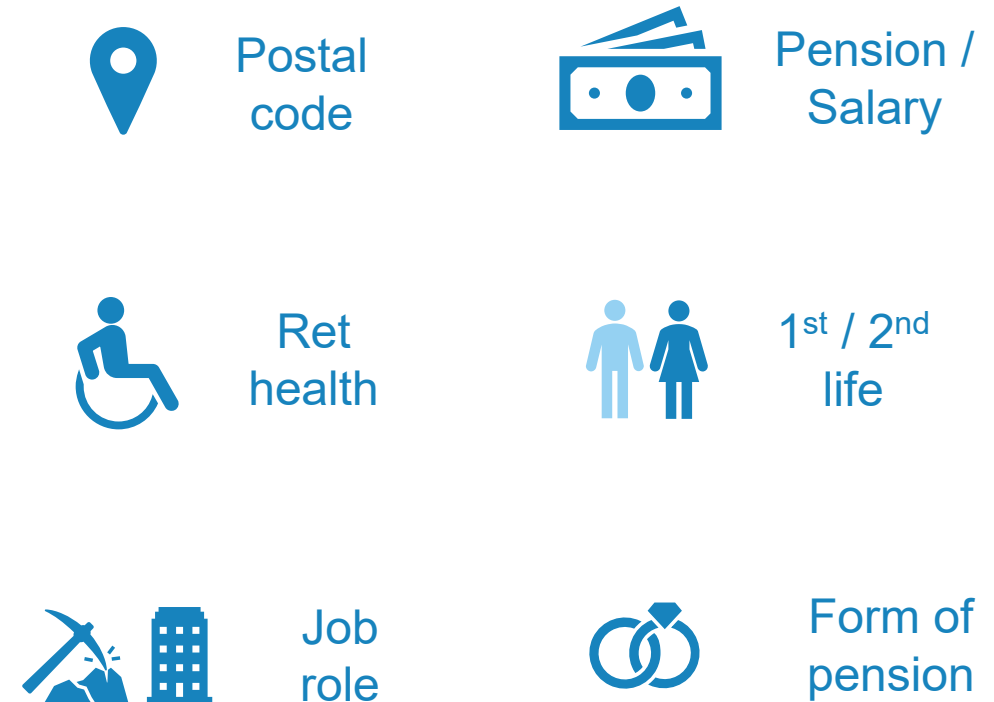 Postal
code
Pension /
Salary
Ret
health
1st / 2nd
life
Job
role
Form of
pension